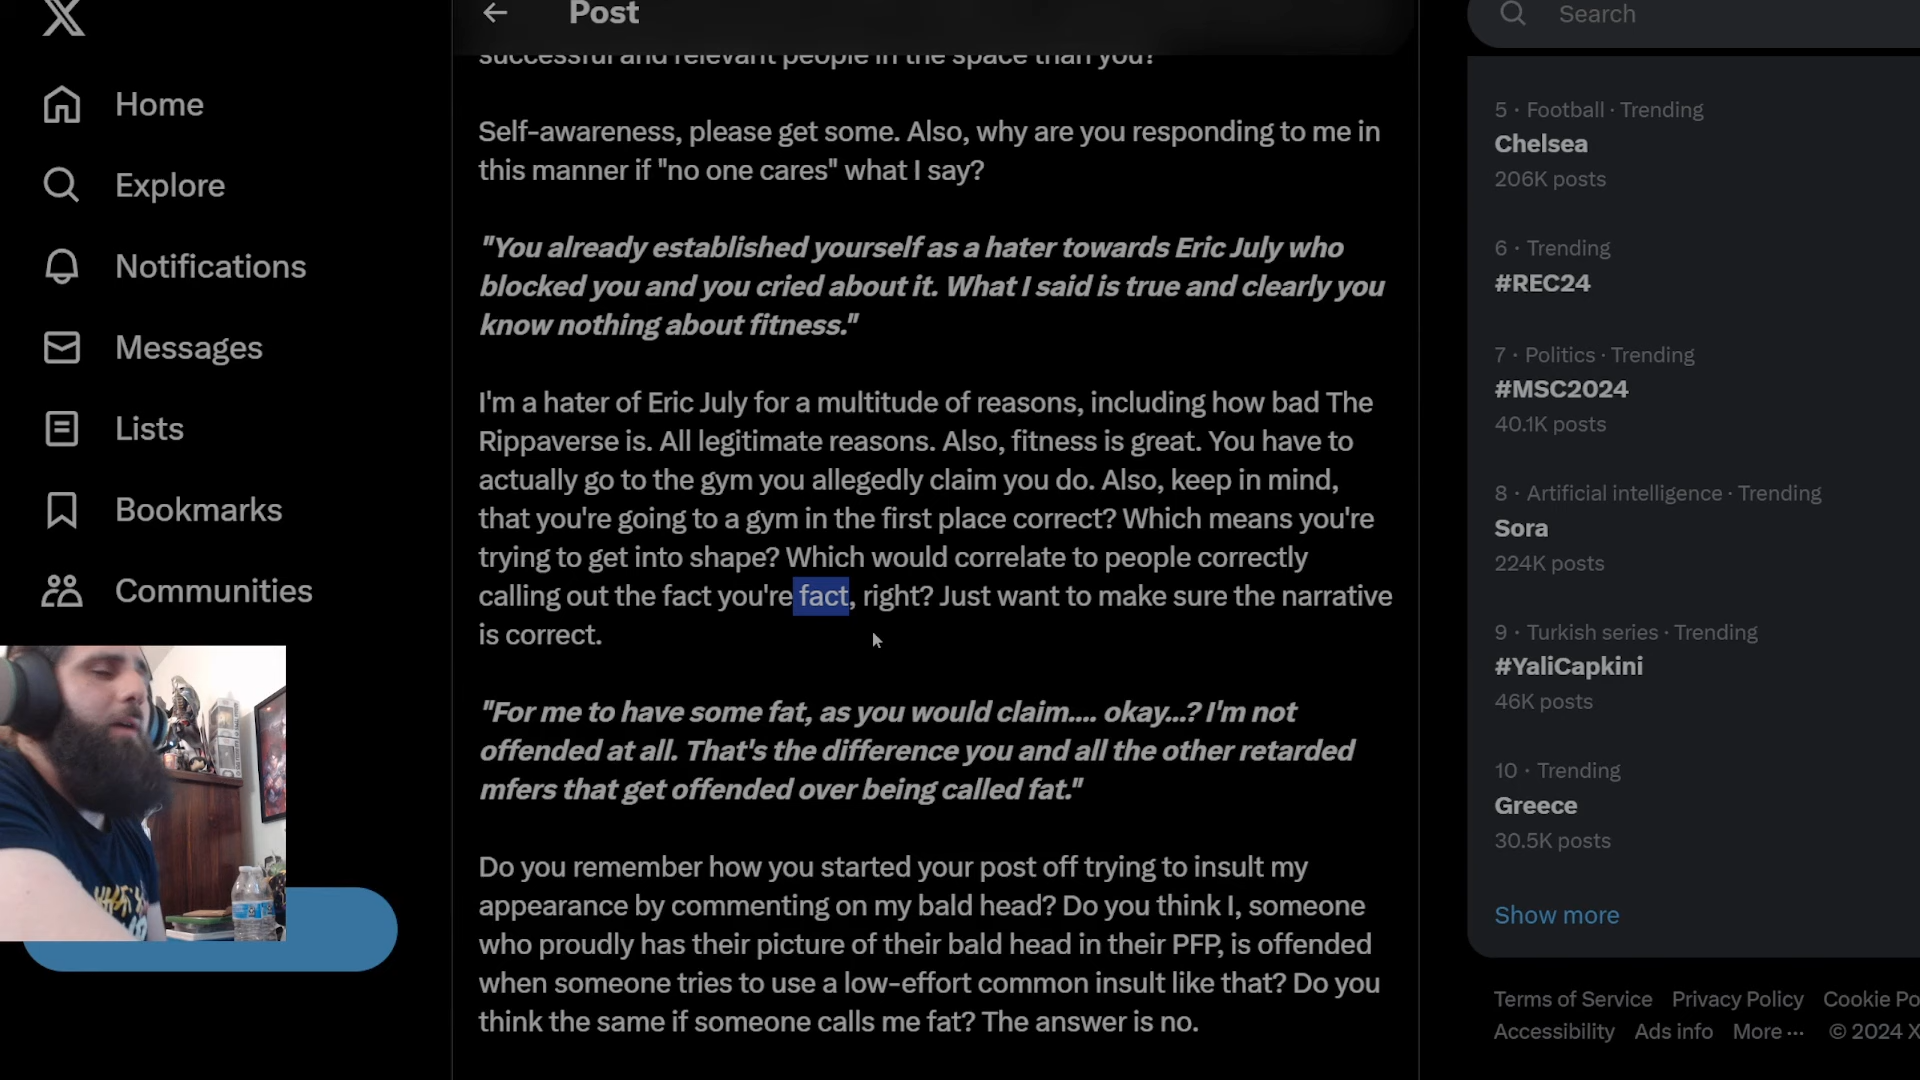 Post
successful and relevant people in the space than you?
Self-awareness, please get some. Also, why are you responding to me in
this manner if "no one cares" what I say?
"You already established yourself as a hater towards Eric July who
blocked you and you cried about it. What I said is true and clearly you
know nothing about fitness."
I'm a hater of Eric July for a multitude of reasons, including how bad The
Rippaverse is. All legitimate reasons. Also, fitness is great. You have to
actually go to the gym you allegedly claim you do. Also, keep in mind,
that you're going to a gym in the first place correct? Which means you're
trying to get into shape? Which would correlate to people correctly
calling out the fact you're fact, right? Just want to make sure the narrative
is correct.
"For me to have some fat, as you would claim.... okay...? I'm not
offended at all. That's the difference you and all the other retarded
mfers that get offended over being called fat."
Do you remember how you started your post off trying to insult my
appearance by commenting on my bald head? Do you think I, someone
who proudly has their picture of their bald head in their PFP, is offended
when someone tries to use a low-effort common insult like that? Do you
think the same if someone calls me fat? The answer is no.
Home
Explore
Notifications
Messages
Lists
Bookmarks
Communities
Search
5 · Football · Trending
Chelsea
206K posts
6 · Trending
#REC24
7 · Politics · Trending
#MSC2024
40.1K posts
8 · Artificial intelligence · Trending
Sora
224K posts
9 · Turkish series · Trending
#YaliCapkini
46K posts
10 · Trending
Greece
30.5K posts
Show more
Terms of Service Privacy Policy Cookie Po
Accessibility Ads info More ··· © 2024 X